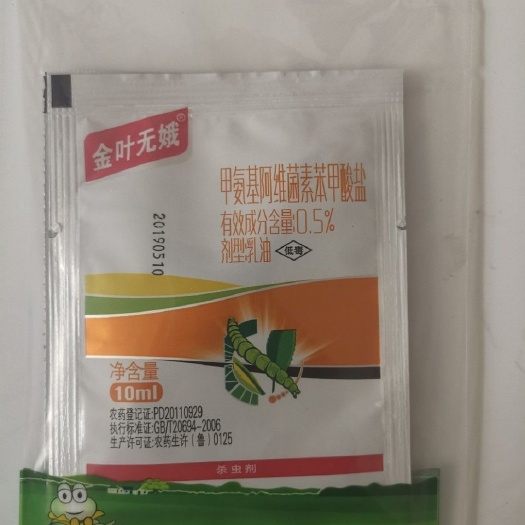 金叶无娥®
甲氨基阿维菌素苯甲酸盐
有效成分含量:0.5%
剂型:乳油 低毒
20190510
净含量
10ml
农药登记证:PD20110929
执行标准证:GB/T20694-2006
生产许可证:农药生许(鲁)0125
杀虫剂